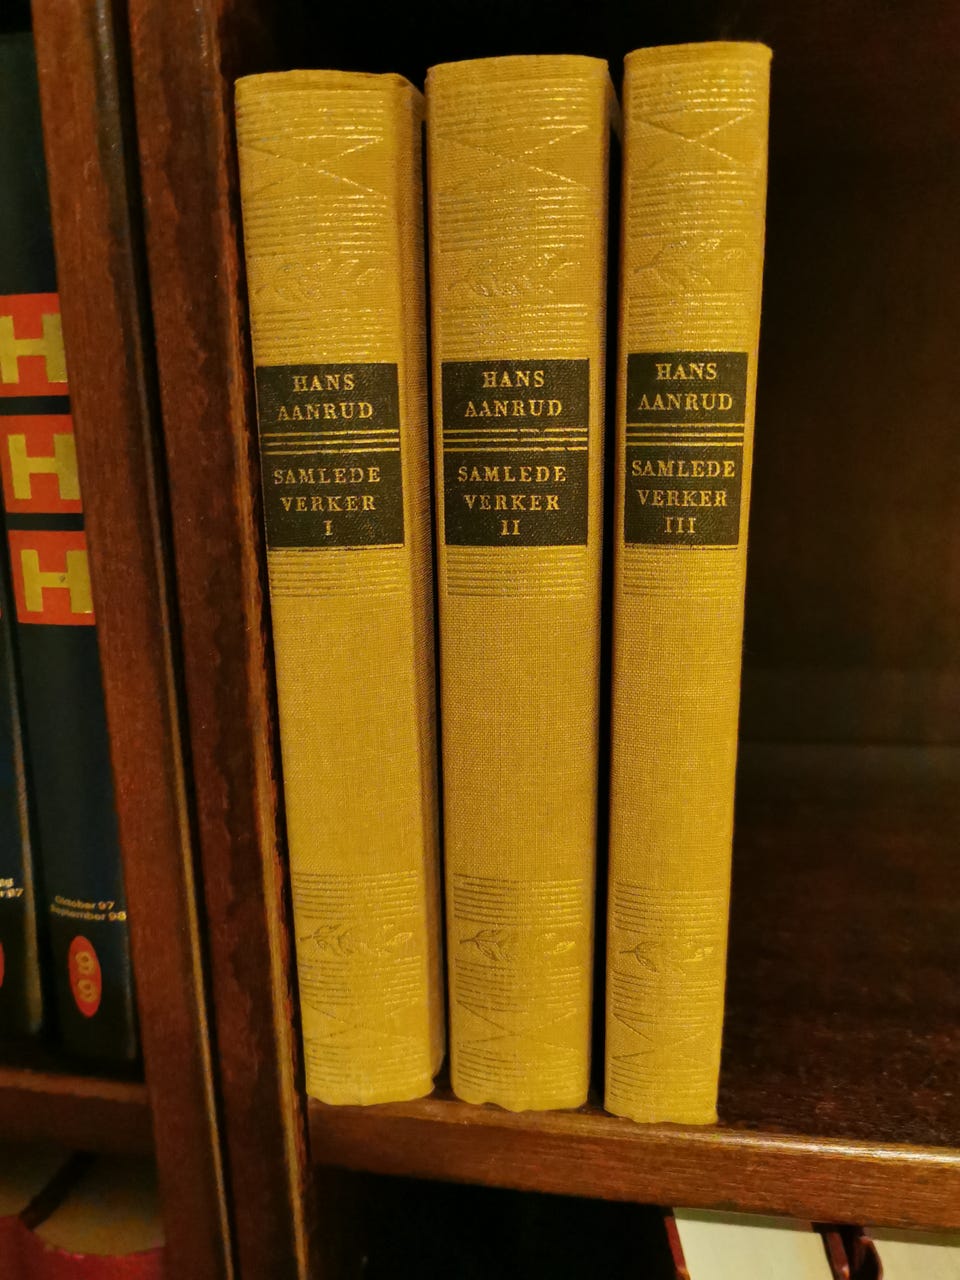 HANS
AANRUD
SAMLEDE
VERKER
I
HANS
AANRUD
SAMLEDE
VERKER
II
HANS
AANRUD
SAMLEDE
VERKER
III
H
H
H
Oktober 97
September 98